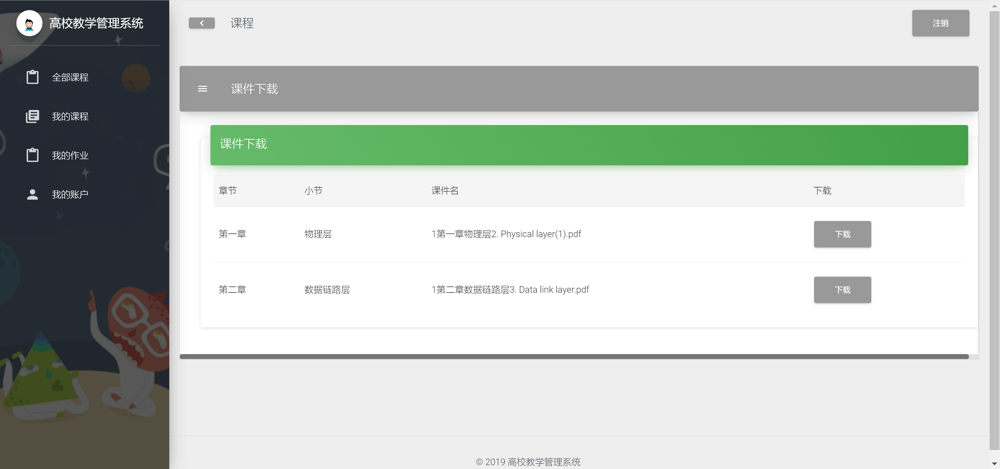 高校教学管理系统
全部课程
我的课程
我的作业
我的账户
课程
注销
课件下载
课件下载
章节 小节 课件名 下载
第一章 物理层 1第一章物理层2. Physical layer(1).pdf 下载
第二章 数据链路层 1第二章数据链路层3. Data link layer.pdf 下载
© 2019 高校教学管理系统